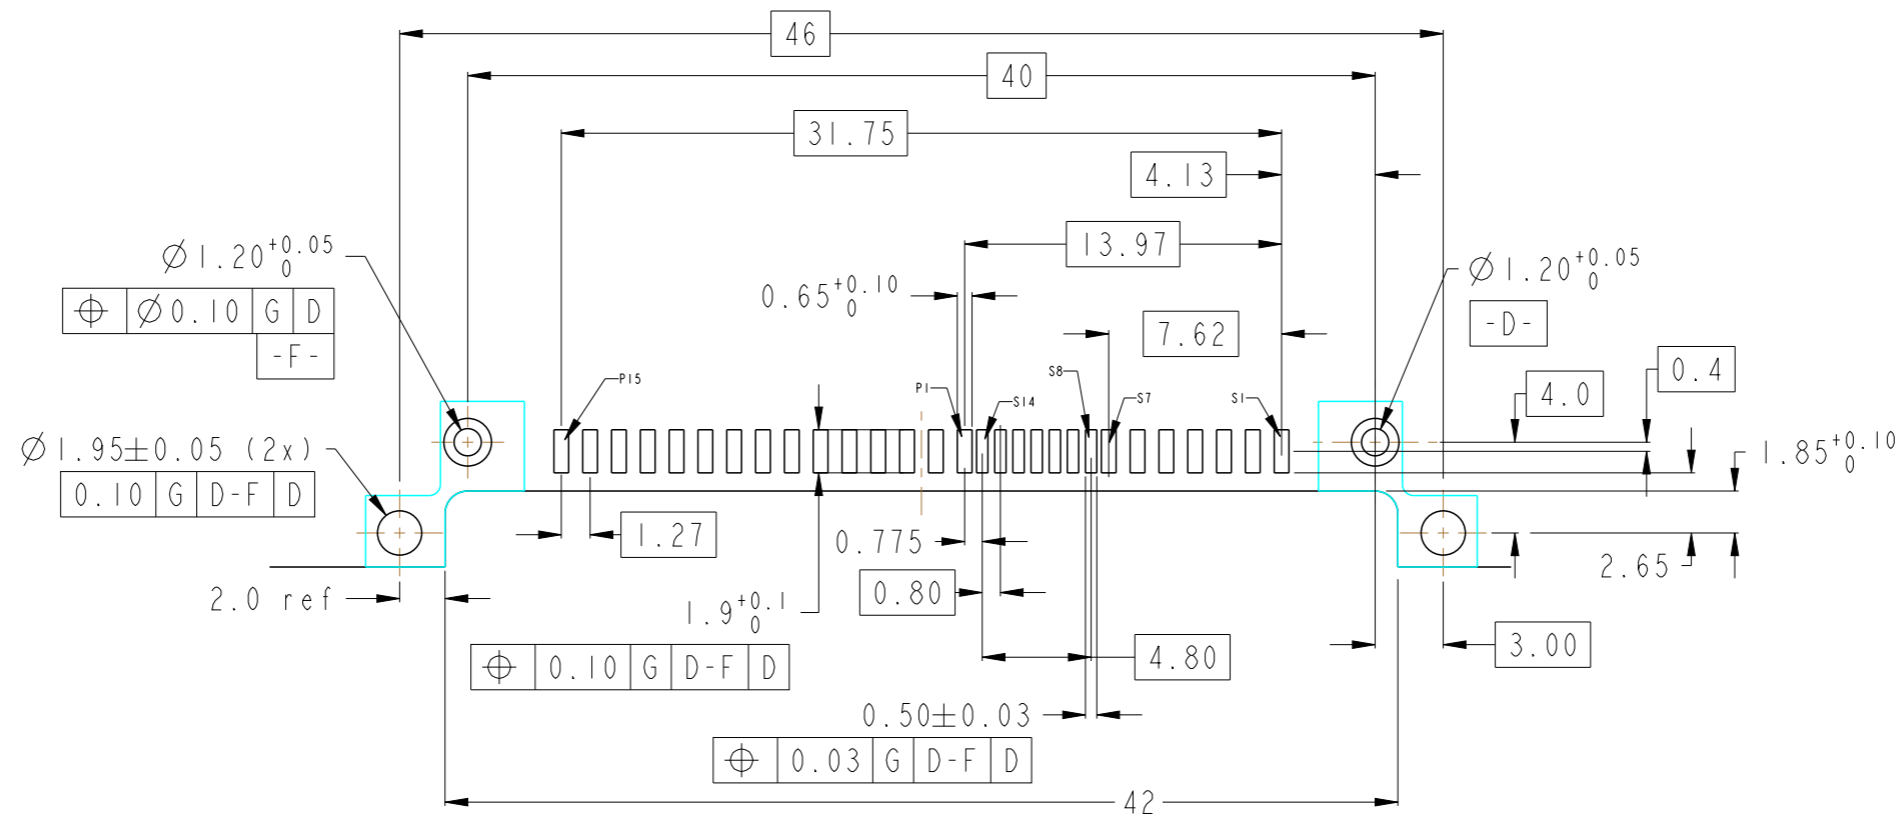 46
40
31.75
4.13
13.97
Ø1.20 +0.05 0
⌖ Ø0.10 G D
-F-
0.65 +0.10 0
7.62
Ø1.20 +0.05 0
-D-
0.4
4.0
P15
P1
S14
S8
S7
S1
Ø1.95±0.05 (2x)
0.10 G D-F D
1.85 +0.10 0
1.27
0.775
2.65
2.0 ref
1.9 +0.1 0
0.80
⌖ 0.10 G D-F D
4.80
3.00
0.50±0.03
⌖ 0.03 G D-F D
42